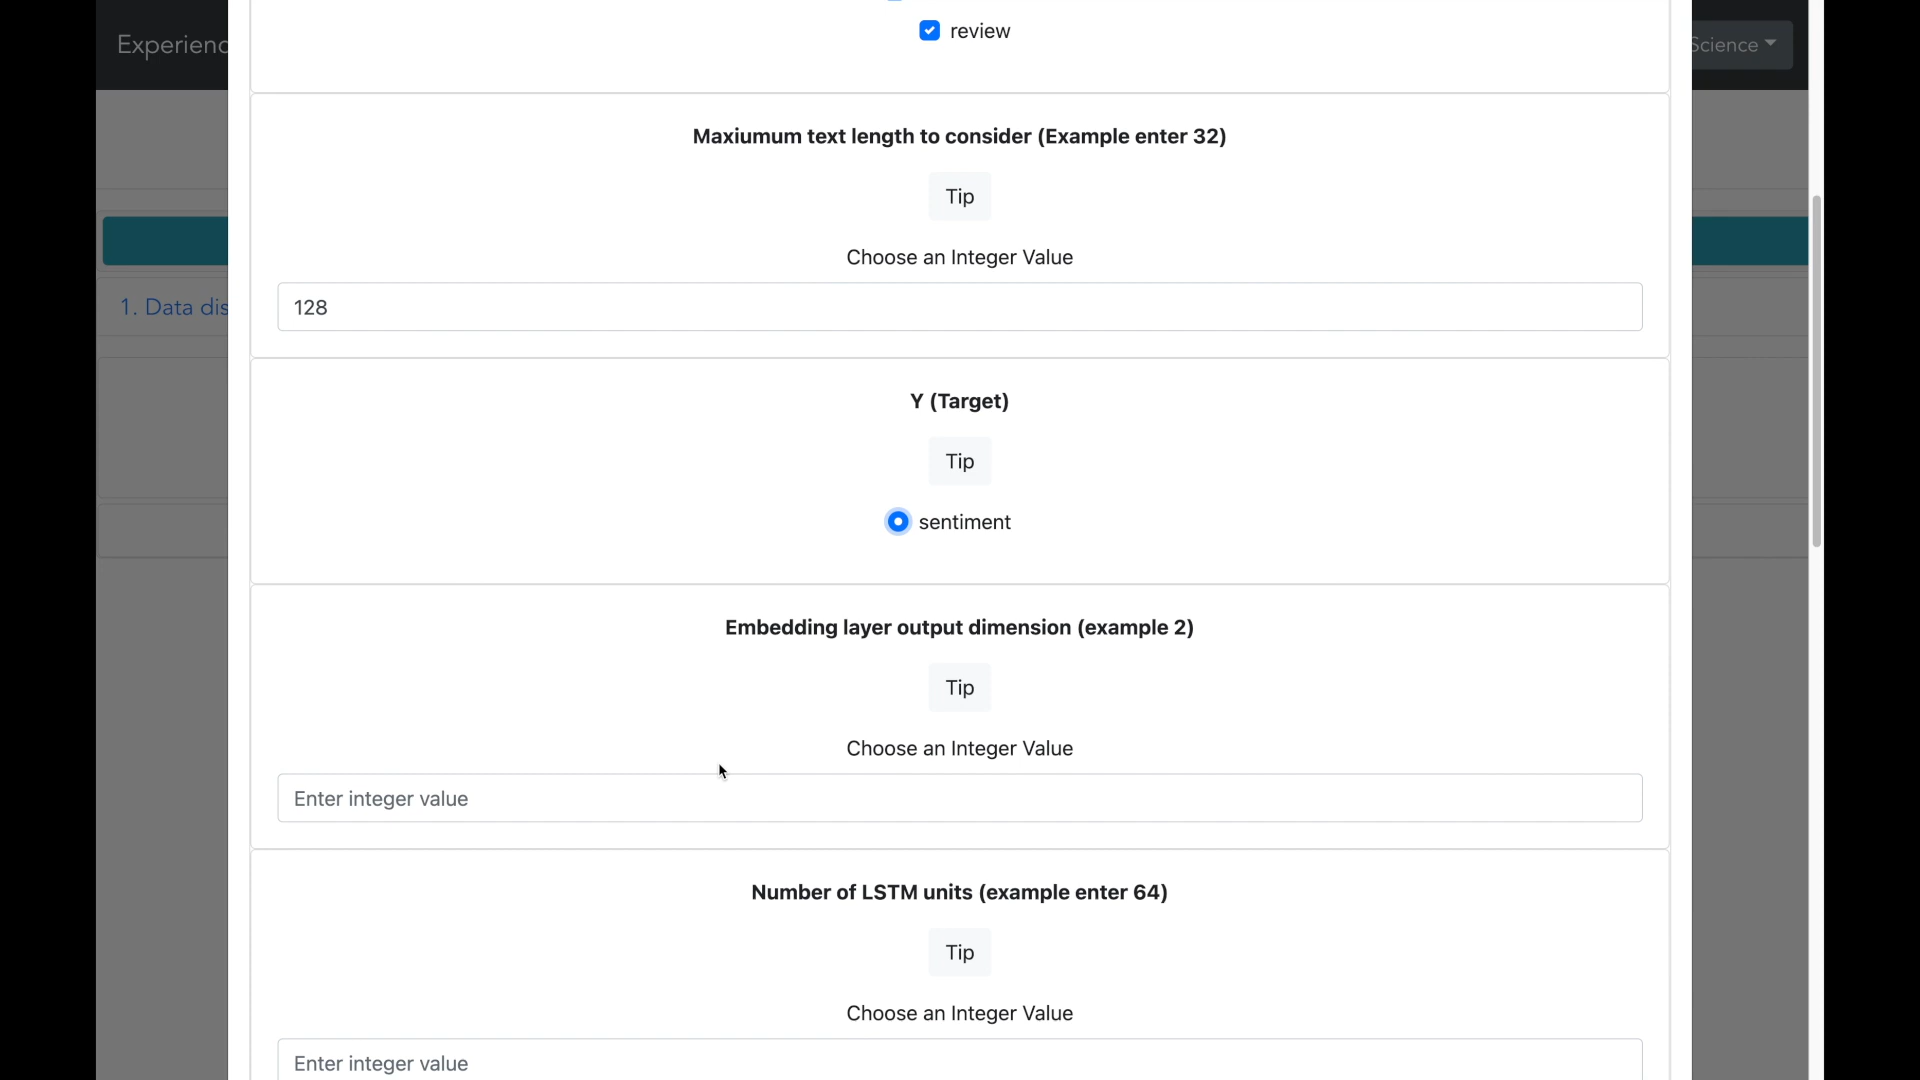 Experienc
Science
review
Maxiumum text length to consider (Example enter 32)
Tip
Choose an Integer Value
1. Data dis
128
Y (Target)
Tip
sentiment
Embedding layer output dimension (example 2)
Tip
Choose an Integer Value
Enter integer value
Number of LSTM units (example enter 64)
Tip
Choose an Integer Value
Enter integer value